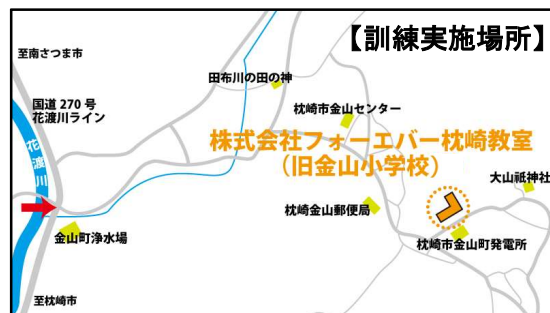 【訓練実施場所】
至南さつま市
田布川の田の神
国道270号
花渡川ライン
枕崎市金山センター
株式会社フォーエバー枕崎教室
（旧金山小学校）
花渡川
大山祇神社
枕崎金山郵便局
金山町浄水場
枕崎市金山町発電所
至枕崎市